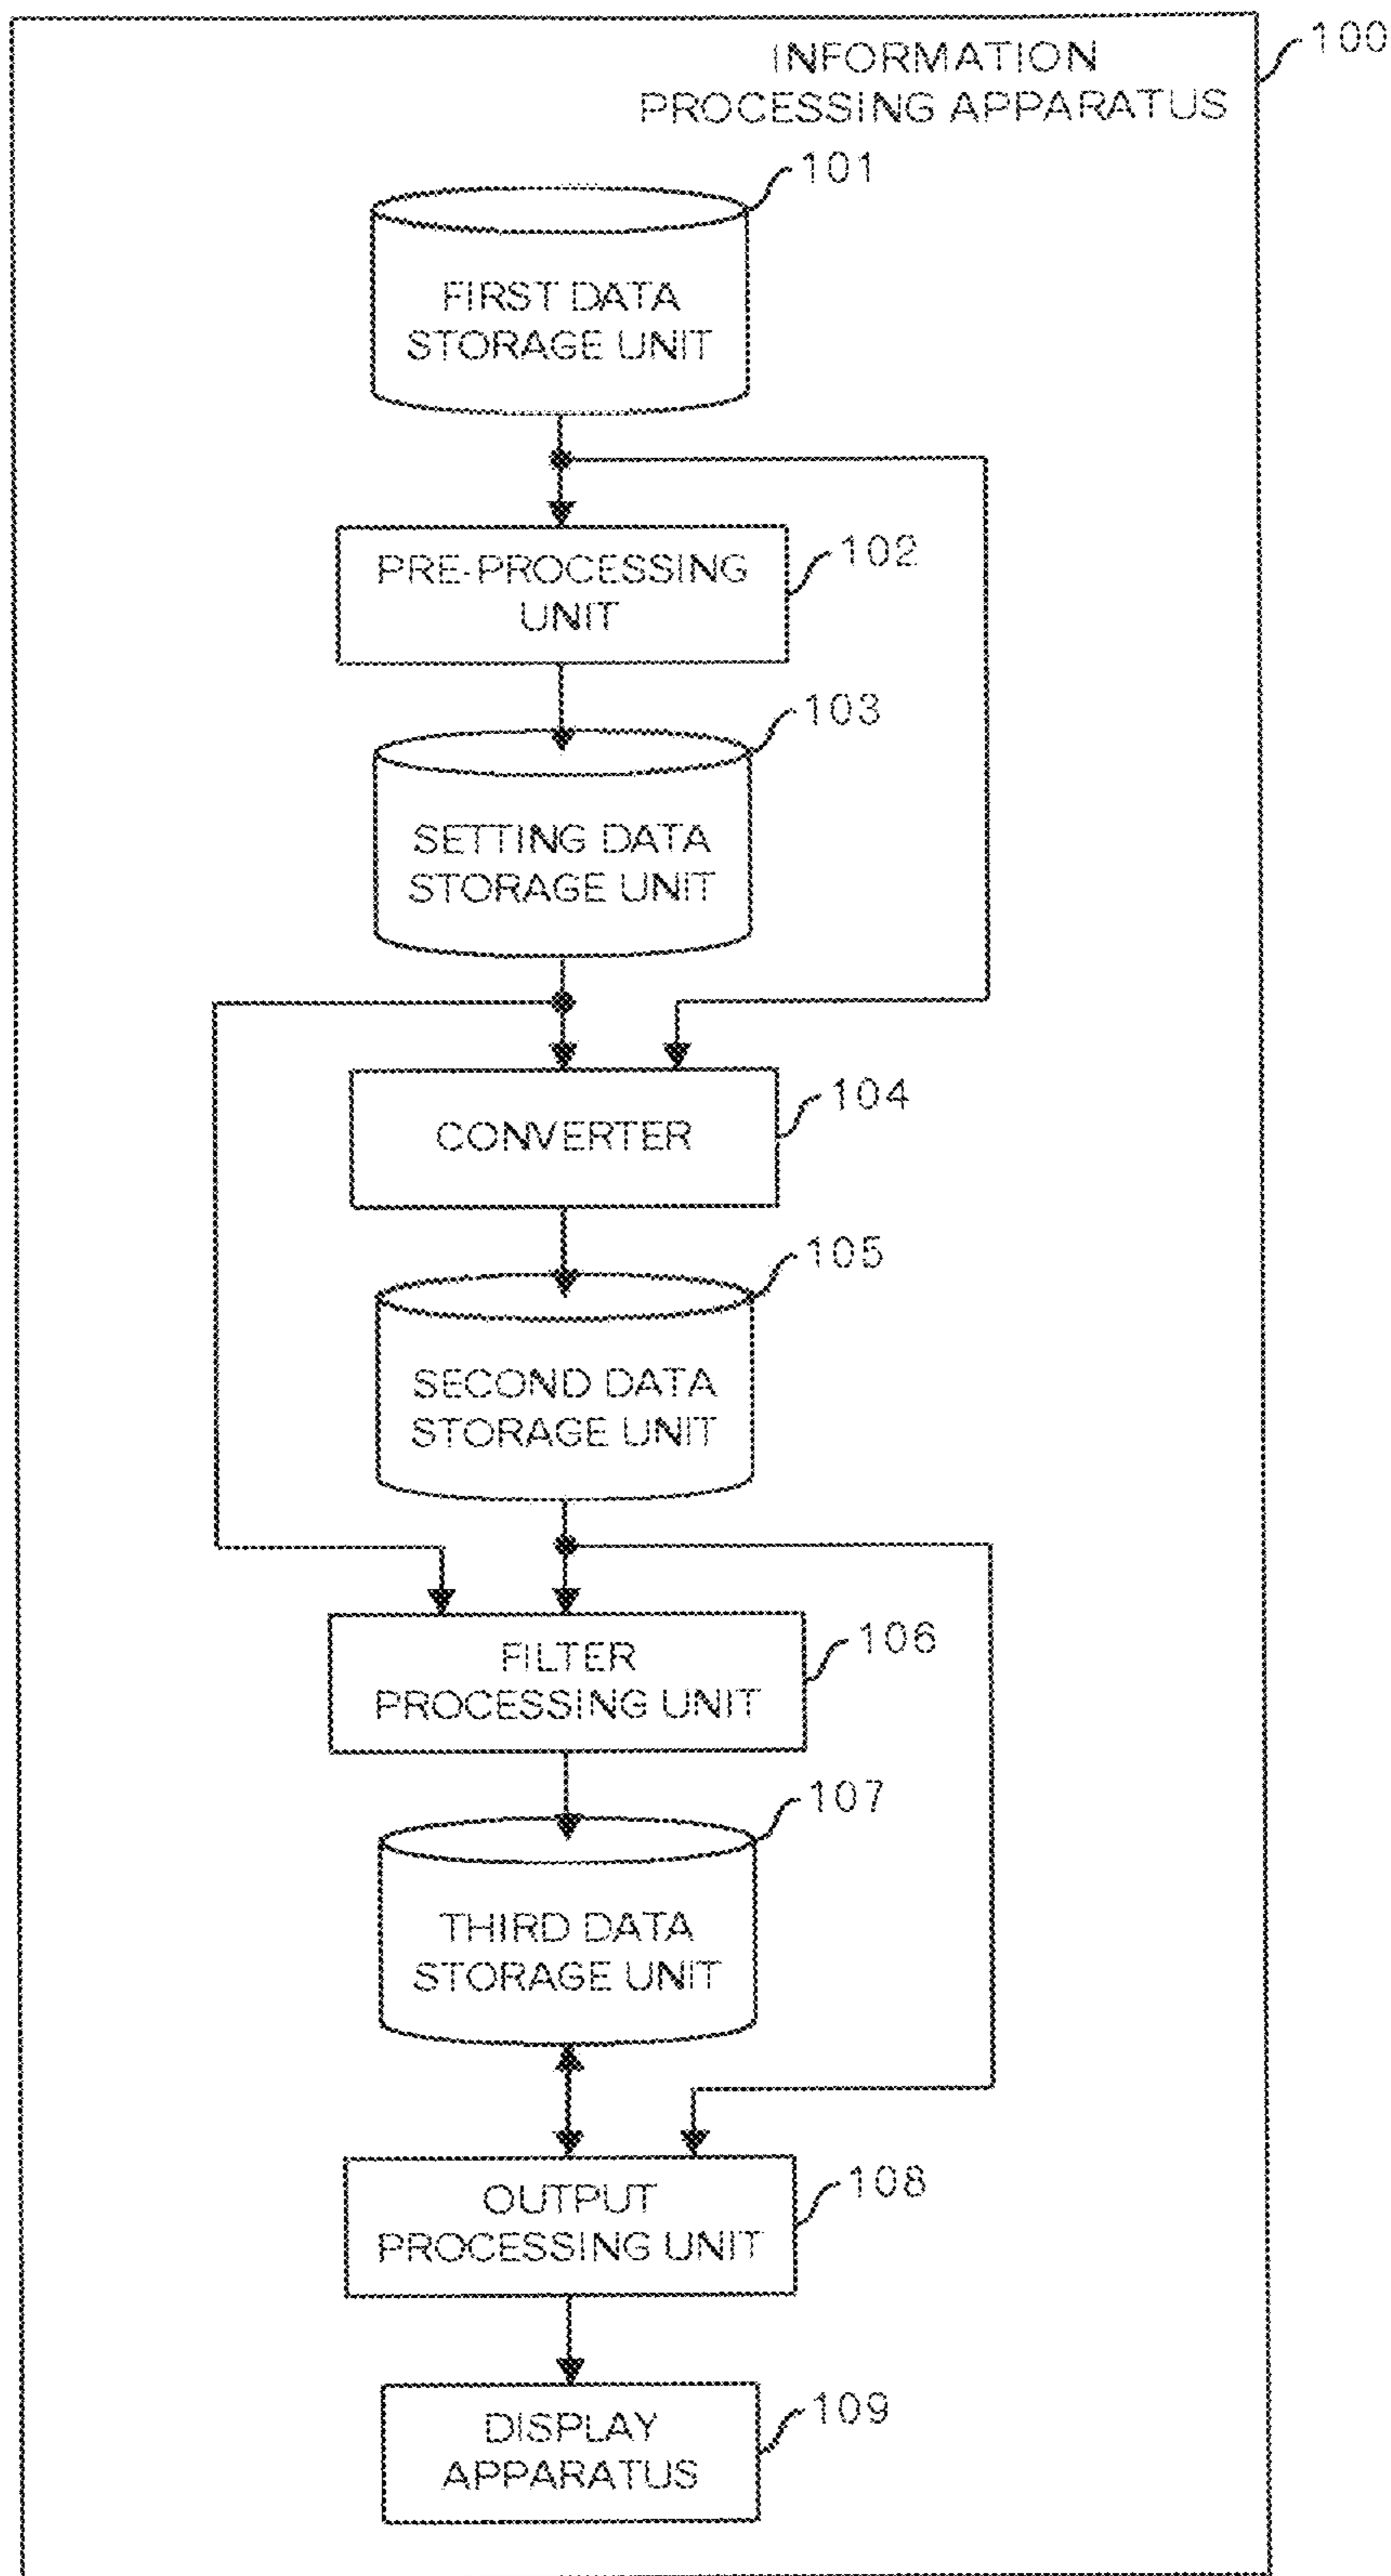 100
INFORMATION
PROCESSING APPARATUS
101
FIRST DATA
STORAGE UNIT
102
PRE-PROCESSING
UNIT
103
SETTING DATA
STORAGE UNIT
104
CONVERTER
105
SECOND DATA
STORAGE UNIT
106
FILTER
PROCESSING UNIT
107
THIRD DATA
STORAGE UNIT
108
OUTPUT
PROCESSING UNIT
109
DISPLAY
APPARATUS